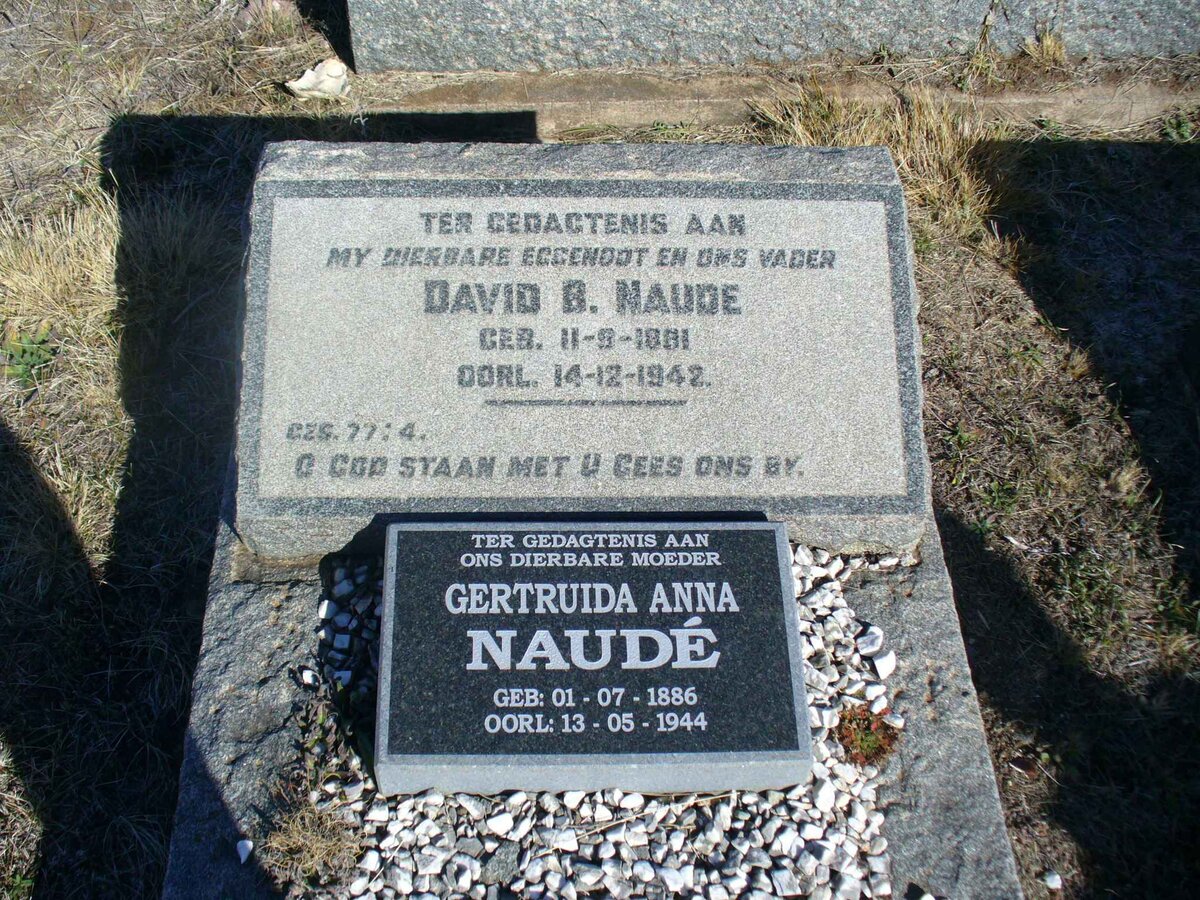 TER GEDAGTENIS AAN
MY DIERBARE EGGENOOT EN ONS VADER
DAVID B. NAUDE
GEB. 11-9-1881
OORL. 14-12-1942.
GES. 77:4.
O GOD STAAN MET U GEES ONS BY.
TER GEDAGTENIS AAN
ONS DIERBARE MOEDER
GERTRUIDA ANNA
NAUDÉ
GEB: 01 - 07 - 1886
OORL: 13 - 05 - 1944